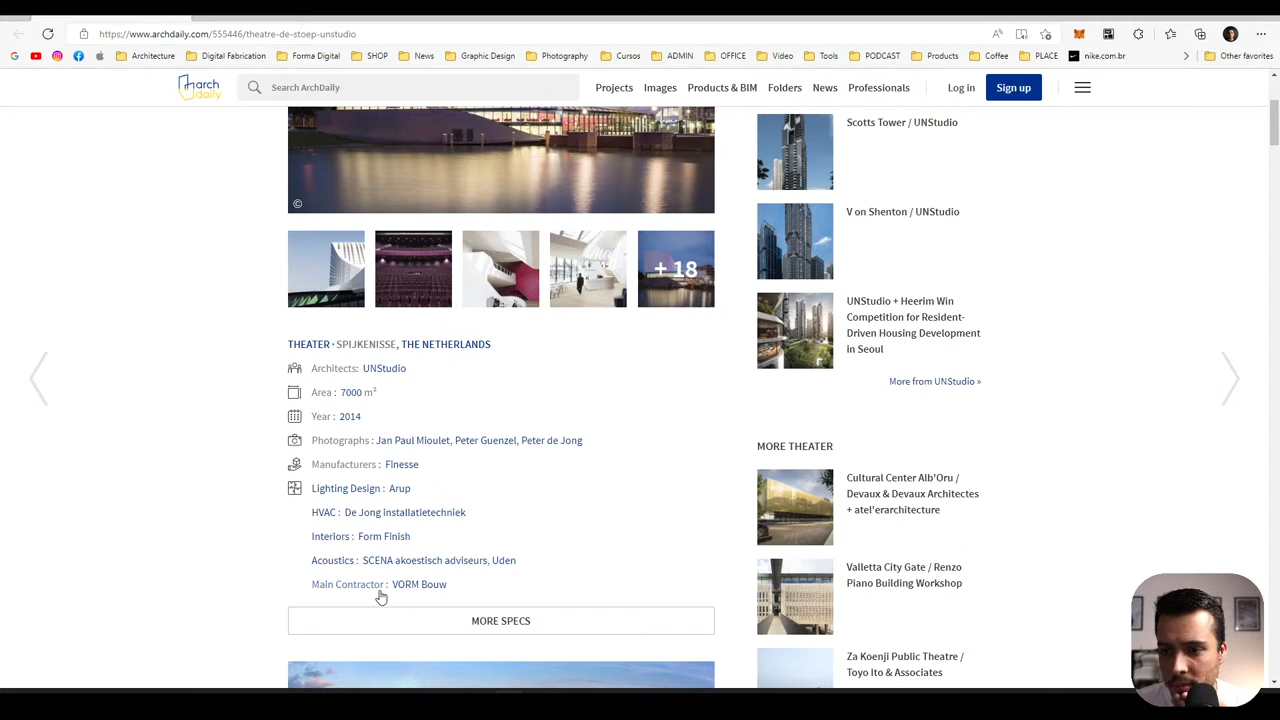 https://www.archdaily.com/555446/theatre-de-stoep-unstudio
Architecture
Digital Fabrication
Forma Digital
SHOP
News
Graphic Design
Photography
Cursos
ADMIN
OFFICE
Video
Tools
PODCAST
Products
Coffee
PLACE
nike.com.br
Other favorites
arch
daily
Search ArchDaily
Projects
Images
Products & BIM
Folders
News
Professionals
Log in
Sign up
©
+ 18
THEATER · SPIJKENISSE, THE NETHERLANDS
Architects: UNStudio
Area : 7000 m²
Year : 2014
Photographs : Jan Paul Mioulet, Peter Guenzel, Peter de Jong
Manufacturers : Finesse
Lighting Design : Arup
HVAC : De Jong installatietechniek
Interiors : Form Finish
Acoustics : SCENA akoestisch adviseurs, Uden
Main Contractor : VORM Bouw
MORE SPECS
Scotts Tower / UNStudio
V on Shenton / UNStudio
UNStudio + Heerim Win
Competition for Resident-
Driven Housing Development
in Seoul
More from UNStudio »
MORE THEATER
Cultural Center Alb'Oru /
Devaux & Devaux Architectes
+ atel'erarchitecture
Valletta City Gate / Renzo
Piano Building Workshop
Za Koenji Public Theatre /
Toyo Ito & Associates